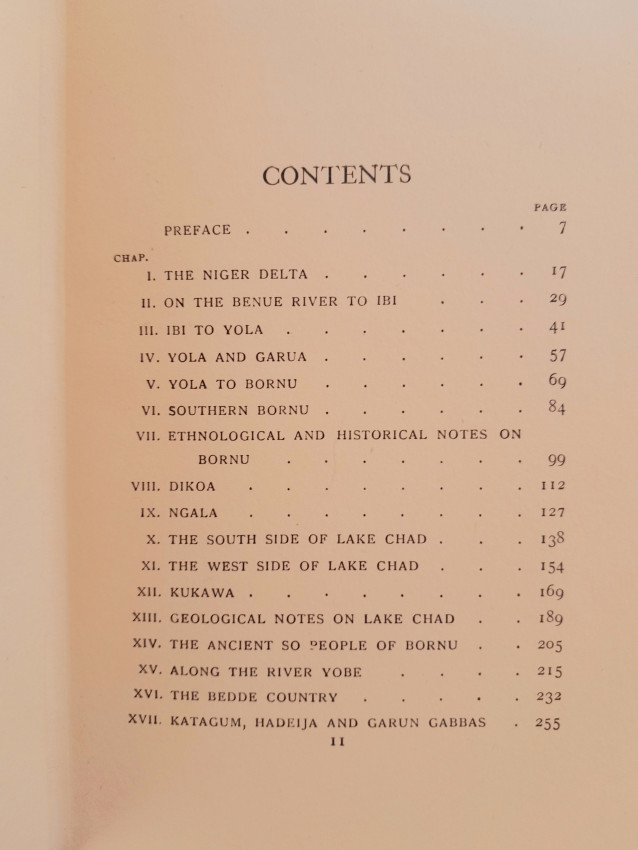 CONTENTS
PAGE
PREFACE . . . . . . . . 7
CHAP.
I. THE NIGER DELTA . . . . . . 17
II. ON THE BENUE RIVER TO IBI . . . 29
III. IBI TO YOLA . . . . . . . 41
IV. YOLA AND GARUA . . . . . . 57
V. YOLA TO BORNU . . . . . . 69
VI. SOUTHERN BORNU . . . . . . 84
VII. ETHNOLOGICAL AND HISTORICAL NOTES ON
BORNU . . . . . . . 99
VIII. DIKOA . . . . . . . . 112
IX. NGALA . . . . . . . . 127
X. THE SOUTH SIDE OF LAKE CHAD . . . 138
XI. THE WEST SIDE OF LAKE CHAD . . . 154
XII. KUKAWA . . . . . . . . 169
XIII. GEOLOGICAL NOTES ON LAKE CHAD . . 189
XIV. THE ANCIENT SO PEOPLE OF BORNU . . 205
XV. ALONG THE RIVER YOBE . . . . 215
XVI. THE BEDDE COUNTRY . . . . . 232
XVII. KATAGUM, HADEIJA AND GARUN GABBAS . 255
11